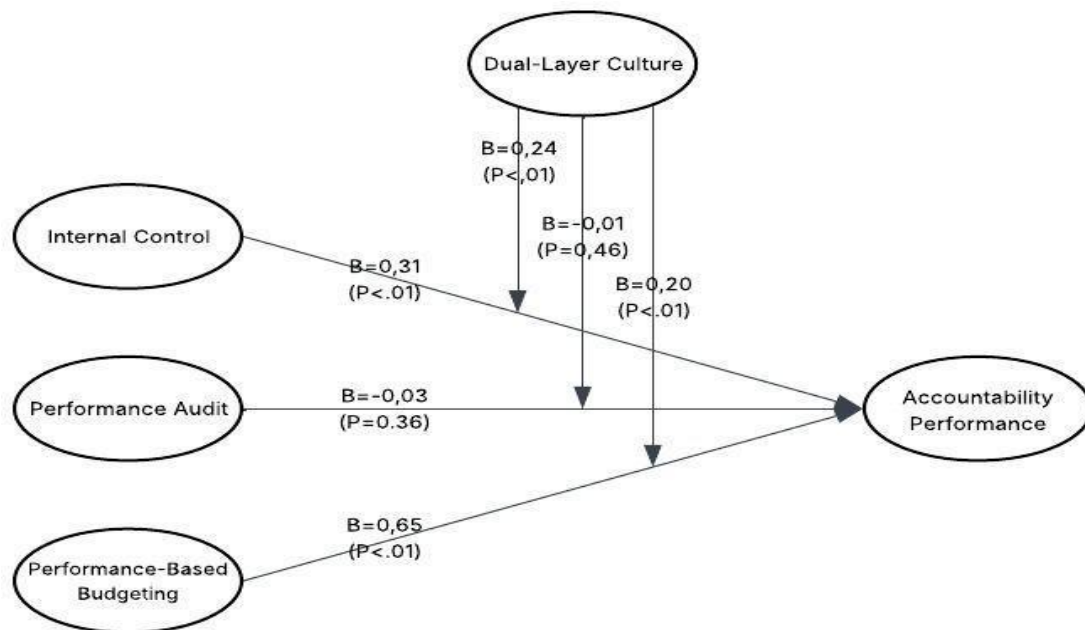 Dual-Layer Culture
B=0,24
(P<,01)
Internal Control
B=-0,01
(P=0,46)
B=0,31
(P<.01)
B=0,20
(P<.01)
Performance Audit
B=-0,03
(P=0.36)
Accountability
Performance
B=0,65
(P<.01)
Performance-Based
Budgeting